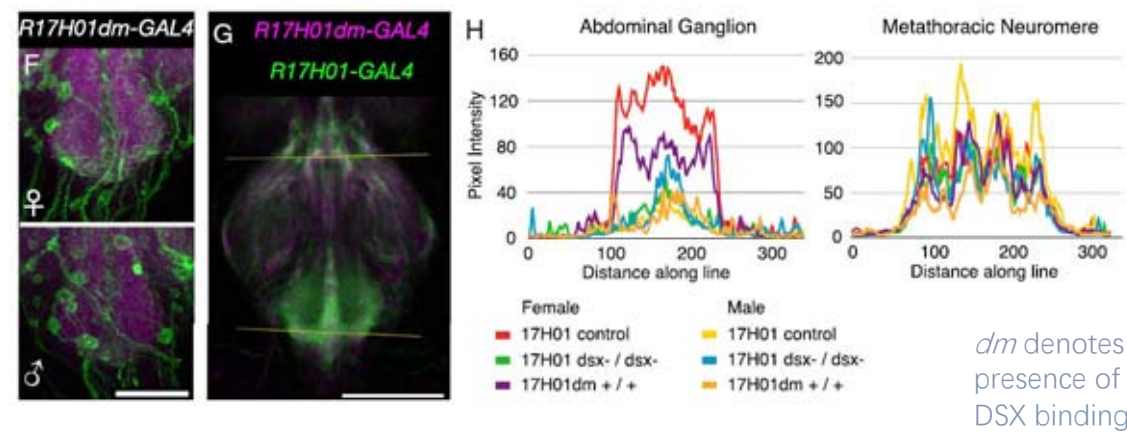 R17H01dm-GAL4
F
♀
♂
G
R17H01dm-GAL4
R17H01-GAL4
H
Abdominal Ganglion
Pixel Intensity
160
120
80
40
0
0 100 200 300
Distance along line
Metathoracic Neuromere
200
150
100
50
0
0 100 200 300
Distance along line
Female
17H01 control
17H01 dsx- / dsx-
17H01dm + / +
Male
17H01 control
17H01 dsx- / dsx-
17H01dm + / +
dm denotes
presence of
DSX binding